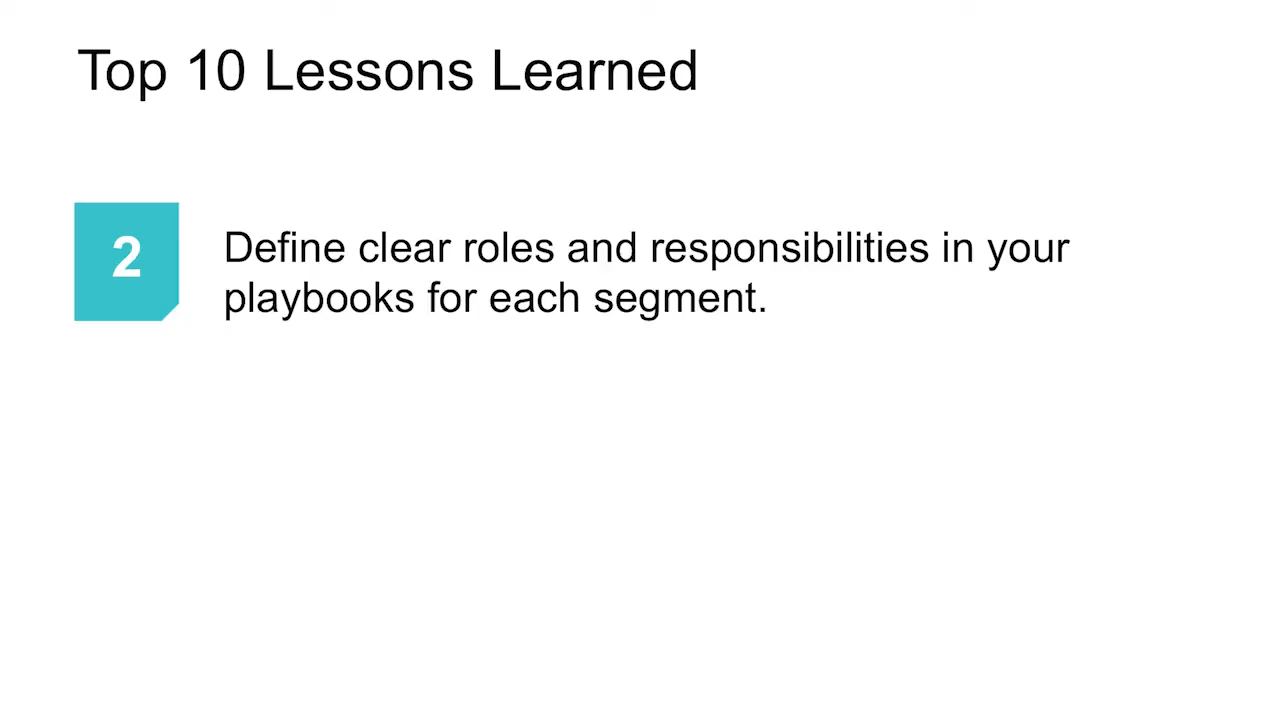 Top 10 Lessons Learned
2
Define clear roles and responsibilities in your
playbooks for each segment.